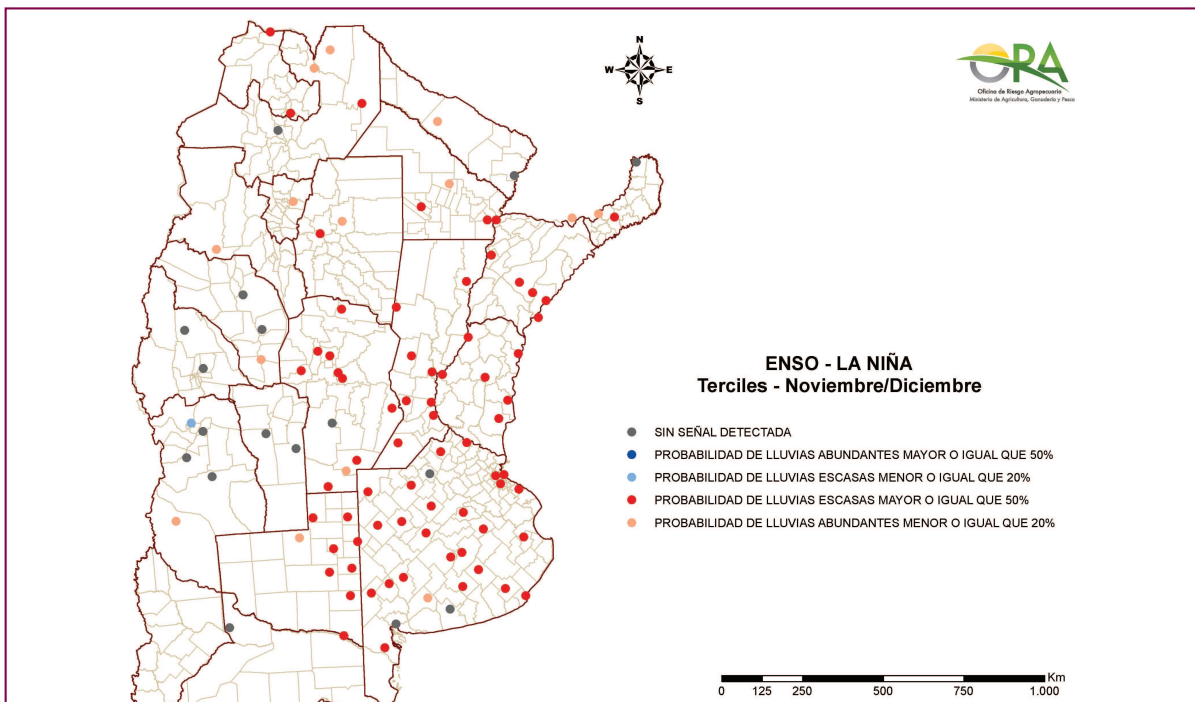 N
W E
S
ORA
Oficina de Riesgo Agropecuario
Ministerio de Agricultura, Ganadería y Pesca
ENSO - LA NIÑA
Terciles - Noviembre/Diciembre
SIN SEÑAL DETECTADA
PROBABILIDAD DE LLUVIAS ABUNDANTES MAYOR O IGUAL QUE 50%
PROBABILIDAD DE LLUVIAS ESCASAS MENOR O IGUAL QUE 20%
PROBABILIDAD DE LLUVIAS ESCASAS MAYOR O IGUAL QUE 50%
PROBABILIDAD DE LLUVIAS ABUNDANTES MENOR O IGUAL QUE 20%
Km
0 125 250 500 750 1.000